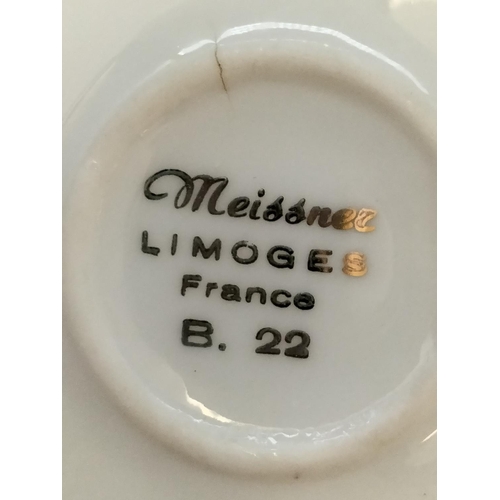 Meissner
LIMOGES
France
B. 22